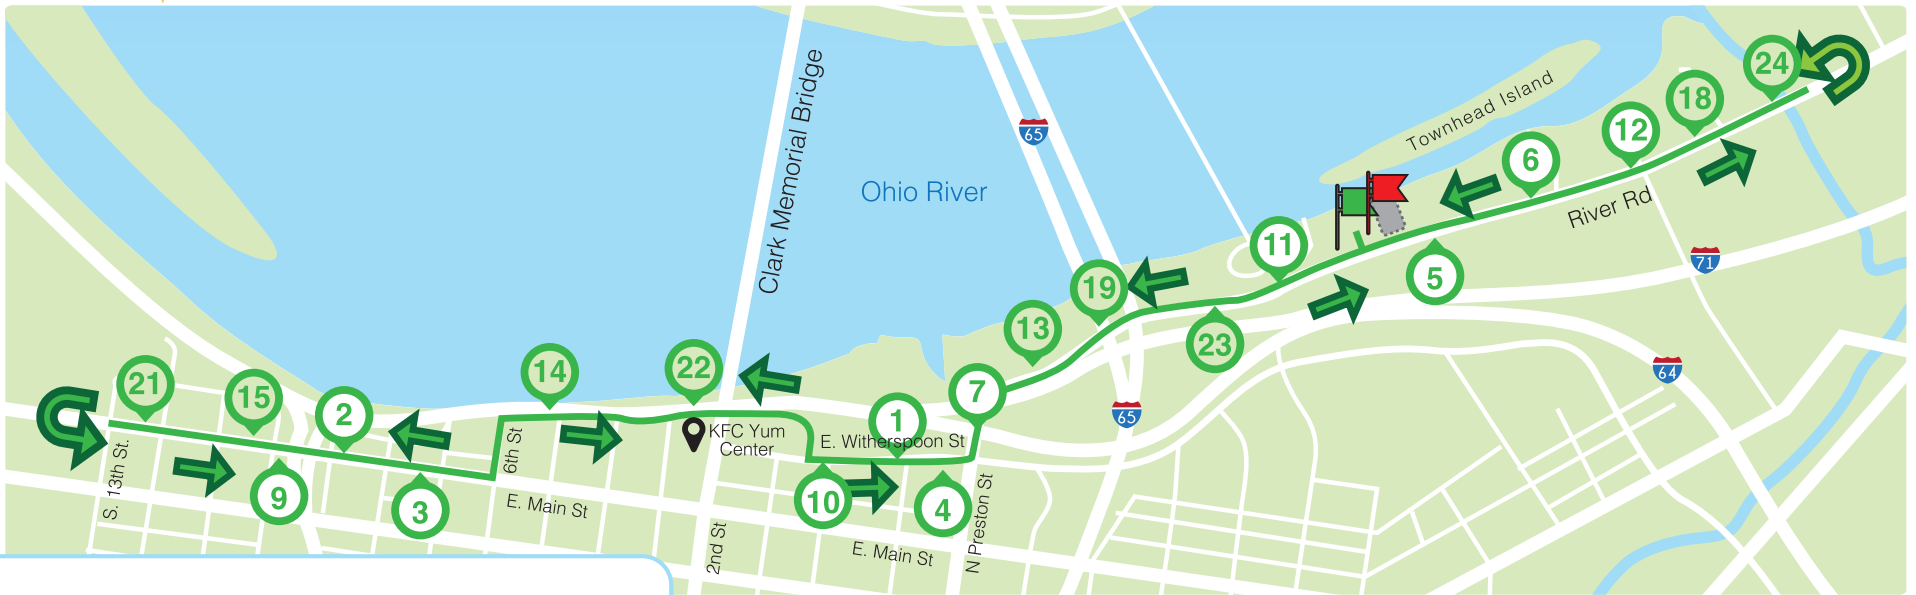 24
18
Clark Memorial Bridge
65
Townhead Island
12
6
Ohio River
River Rd
11
71
5
19
13
23
22
64
14
21
15
7
2
1
65
KFC Yum
Center
E. Witherspoon St
6th St
S. 13th St.
9
3
10
4
E. Main St
N Preston St
2nd St
E. Main St